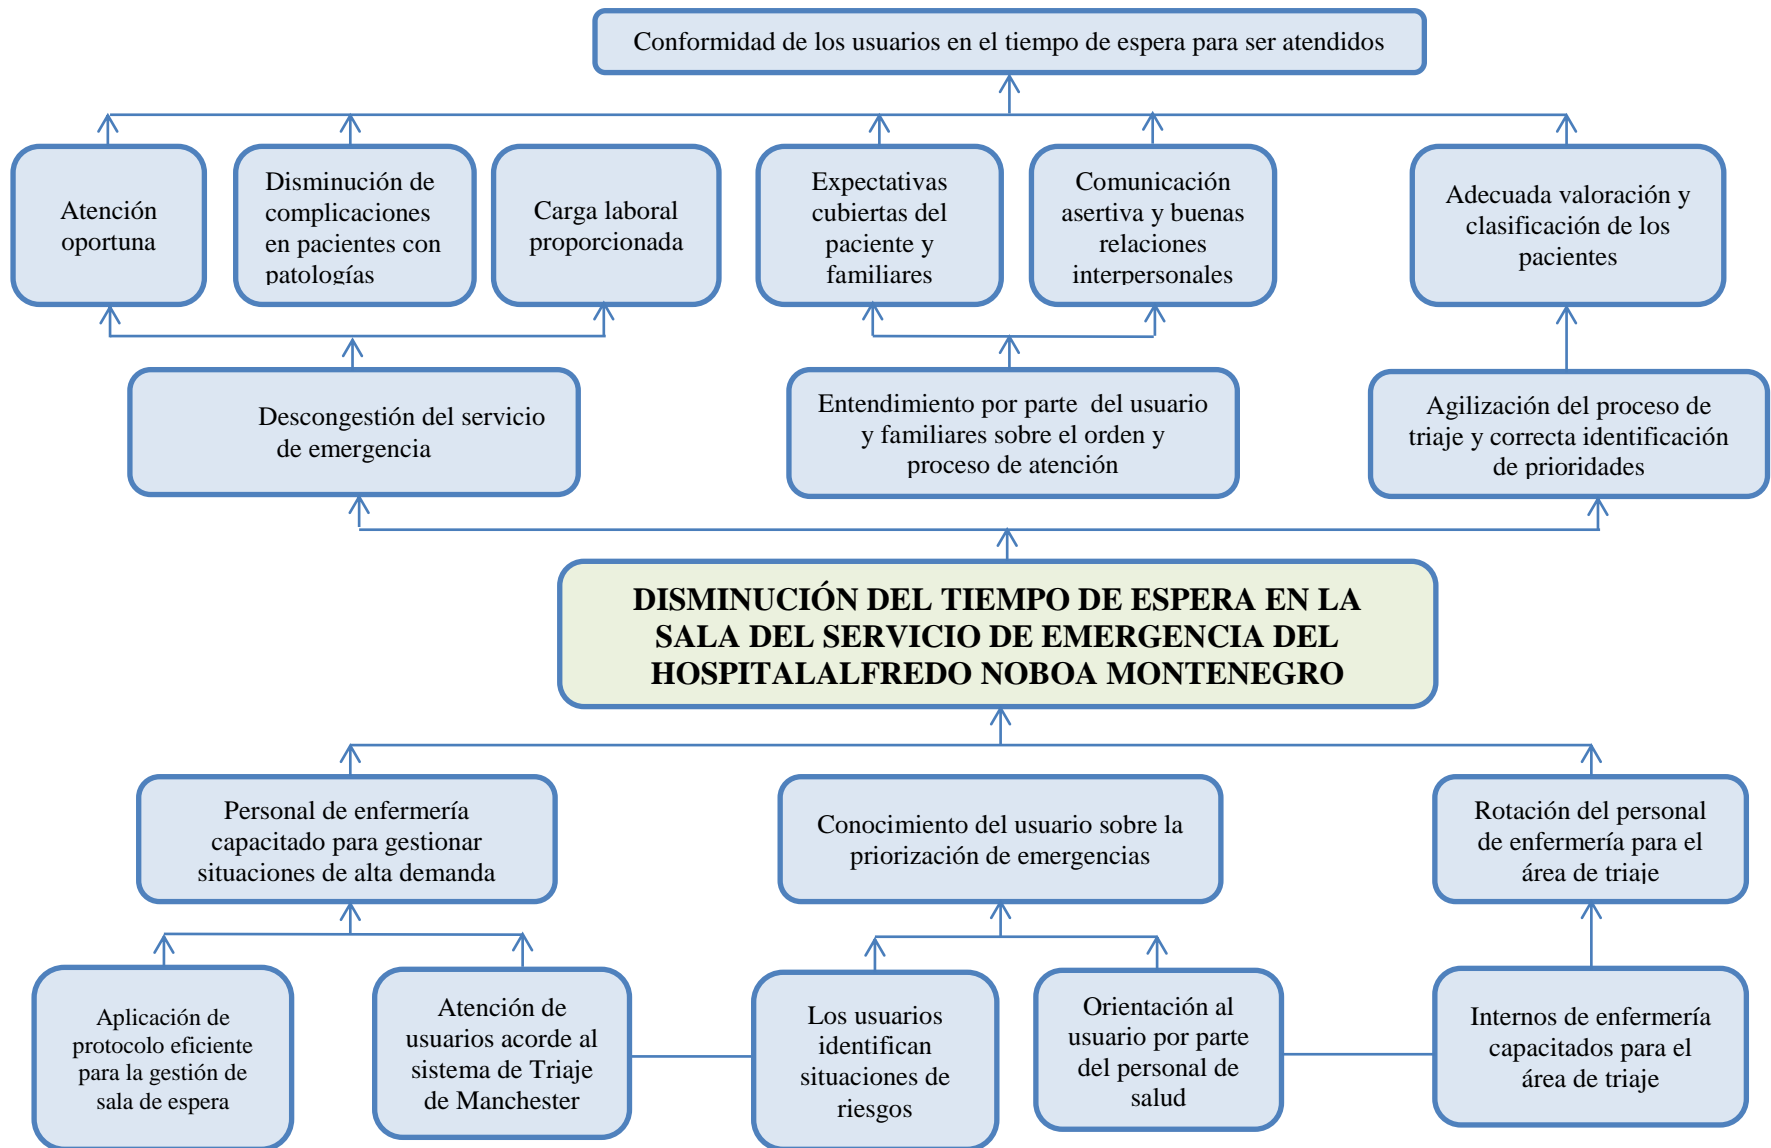 Conformidad de los usuarios en el tiempo de espera para ser atendidos
Atención
oportuna
Disminución de
complicaciones
en pacientes con
patologías
Carga laboral
proporcionada
Expectativas
cubiertas del
paciente y
familiares
Comunicación
asertiva y buenas
relaciones
interpersonales
Adecuada valoración y
clasificación de los
pacientes
Descongestión del servicio
de emergencia
Entendimiento por parte del usuario
y familiares sobre el orden y
proceso de atención
Agilización del proceso de
triaje y correcta identificación
de prioridades
DISMINUCIÓN DEL TIEMPO DE ESPERA EN LA
SALA DEL SERVICIO DE EMERGENCIA DEL
HOSPITALALFREDO NOBOA MONTENEGRO
Personal de enfermería
capacitado para gestionar
situaciones de alta demanda
Conocimiento del usuario sobre la
priorización de emergencias
Rotación del personal
de enfermería para el
área de triaje
Aplicación de
protocolo eficiente
para la gestión de
sala de espera
Atención de
usuarios acorde al
sistema de Triaje
de Manchester
Los usuarios
identifican
situaciones de
riesgos
Orientación al
usuario por parte
del personal de
salud
Internos de enfermería
capacitados para el
área de triaje